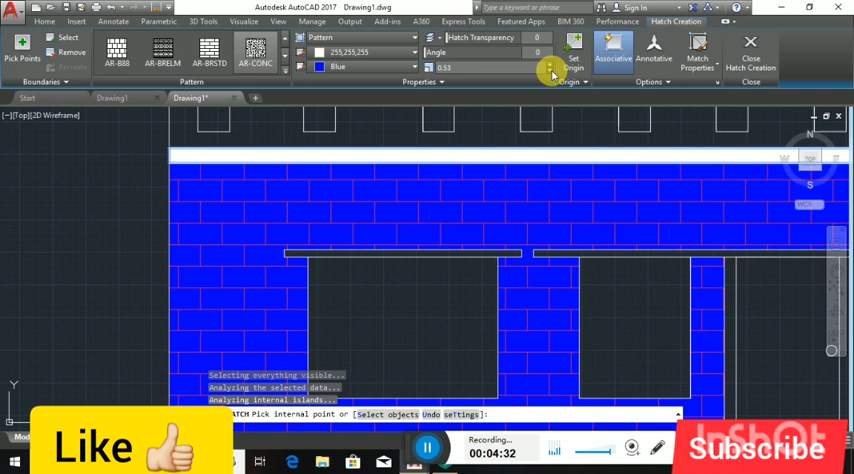 Autodesk AutoCAD 2017 Drawing1.dwg
Type a keyword or phrase
Sign In
Home Insert Annotate Parametric 3D Tools Visualize View Manage Output Add-ins A360 Express Tools Featured Apps BIM 360 Performance Hatch Creation
Pick Points
Select
Remove
Recreate
Boundaries
AR-B88 AR-BRELM AR-BRSTD AR-CONC
Pattern
Pattern
255,255,255
Blue
Hatch Transparency 0
Angle 0
0.53
Properties
Set
Origin
Origin
Associative Annotative
Match
Properties
Options
Close
Hatch Creation
Close
Start Drawing1 Drawing1*
[−][Top][2D Wireframe]
N
W TOP E
S
WCS
Selecting everything visible...
Analyzing the selected data...
Analyzing internal islands...
HATCH Pick internal point or [Select objects Undo seTtings]:
Y
Mod
Like
Recording...
00:04:32
InShOt
Subscribe